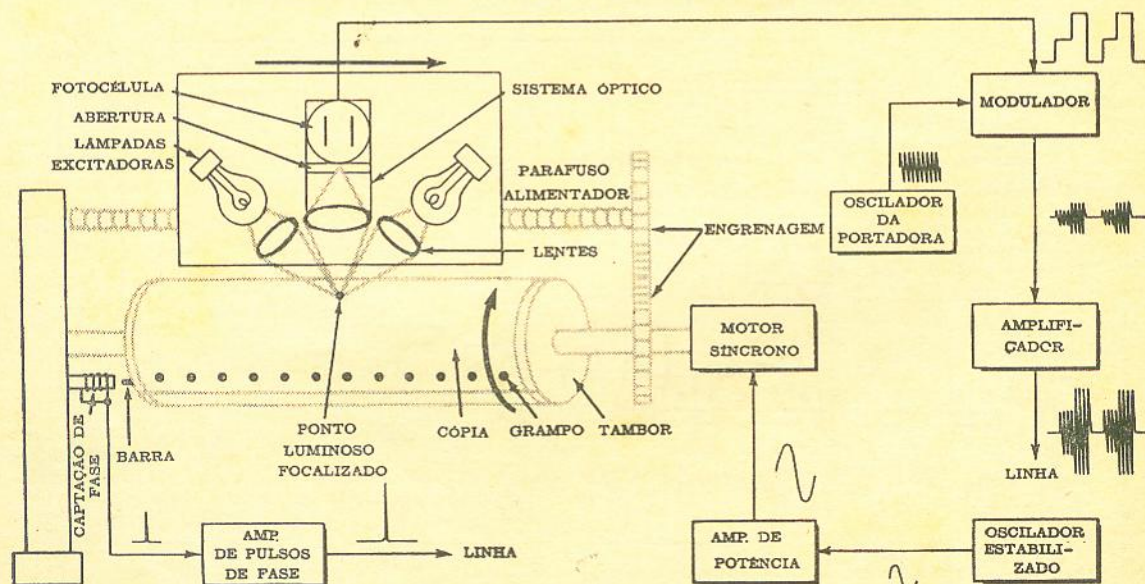 FOTOCÉLULA
SISTEMA ÓPTICO
ABERTURA
LÂMPADAS
EXCITADORAS
PARAFUSO
ALIMENTADOR
MODULADOR
OSCILADOR
DA
PORTADORA
ENGRENAGEM
LENTES
MOTOR
SÍNCRONO
AMPLIFI-
ÇADOR
CAPTAÇÃO DE
FASE
BARRA
PONTO
LUMINOSO
FOCALIZADO
CÓPIA
GRAMPO
TAMBOR
LINHA
AMP.
DE PULSOS
DE FASE
LINHA
AMP. DE
POTÊNCIA
OSCILADOR
ESTABILI-
ZADO